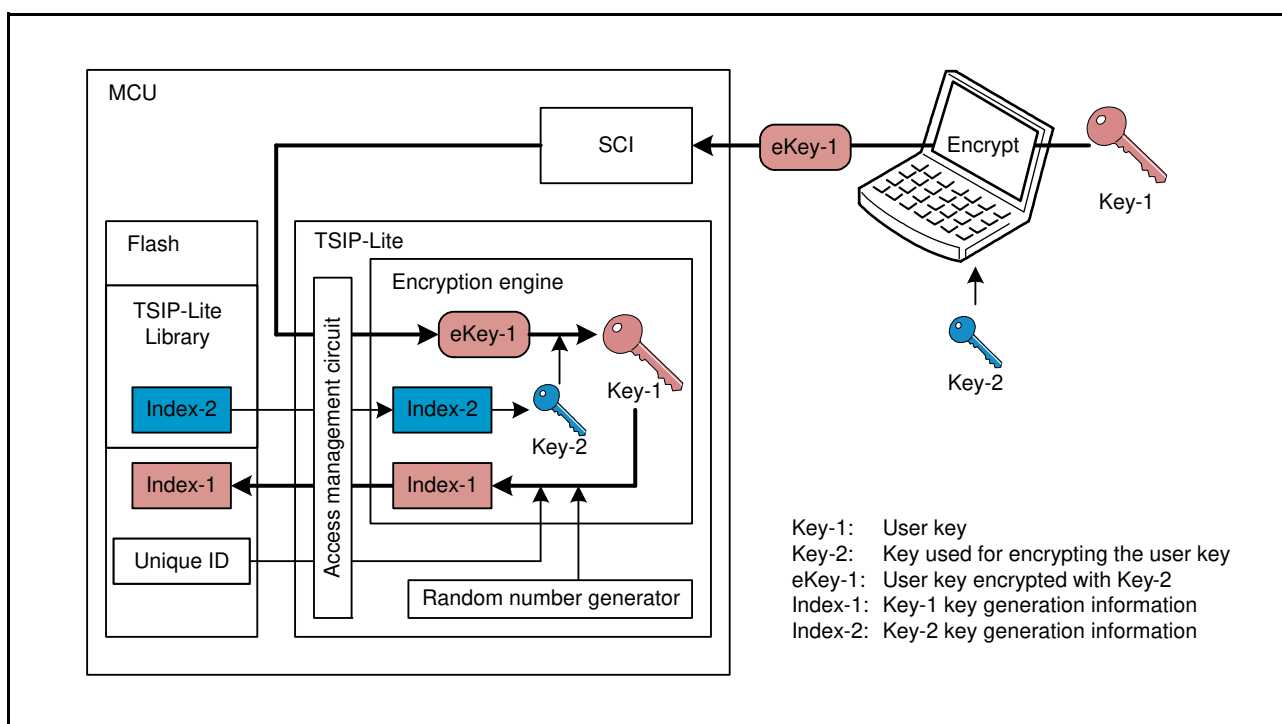 MCU
SCI
eKey-1
Encrypt
Key-1
Key-2
Flash
TSIP-Lite
Library
Index-2
Index-1
Unique ID
TSIP-Lite
Access management circuit
Encryption engine
eKey-1
Key-1
Index-2
Key-2
Index-1
Random number generator
Key-1: User key
Key-2: Key used for encrypting the user key
eKey-1: User key encrypted with Key-2
Index-1: Key-1 key generation information
Index-2: Key-2 key generation information